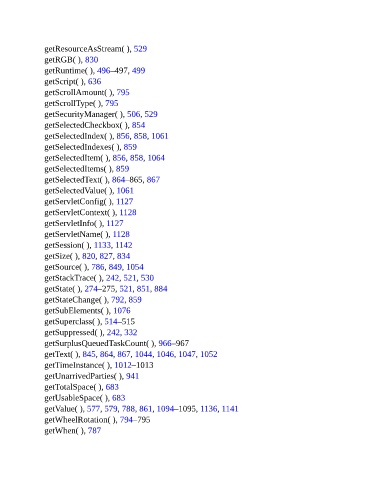 getResourceAsStream( ), 529
getRGB( ), 830
getRuntime( ), 496–497, 499
getScript( ), 636
getScrollAmount( ), 795
getScrollType( ), 795
getSecurityManager( ), 506, 529
getSelectedCheckbox( ), 854
getSelectedIndex( ), 856, 858, 1061
getSelectedIndexes( ), 859
getSelectedItem( ), 856, 858, 1064
getSelectedItems( ), 859
getSelectedText( ), 864–865, 867
getSelectedValue( ), 1061
getServletConfig( ), 1127
getServletContext( ), 1128
getServletInfo( ), 1127
getServletName( ), 1128
getSession( ), 1133, 1142
getSize( ), 820, 827, 834
getSource( ), 786, 849, 1054
getStackTrace( ), 242, 521, 530
getState( ), 274–275, 521, 851, 884
getStateChange( ), 792, 859
getSubElements( ), 1076
getSuperclass( ), 514–515
getSuppressed( ), 242, 332
getSurplusQueuedTaskCount( ), 966–967
getText( ), 845, 864, 867, 1044, 1046, 1047, 1052
getTimeInstance( ), 1012–1013
getUnarrivedParties( ), 941
getTotalSpace( ), 683
getUsableSpace( ), 683
getValue( ), 577, 579, 788, 861, 1094–1095, 1136, 1141
getWheelRotation( ), 794–795
getWhen( ), 787